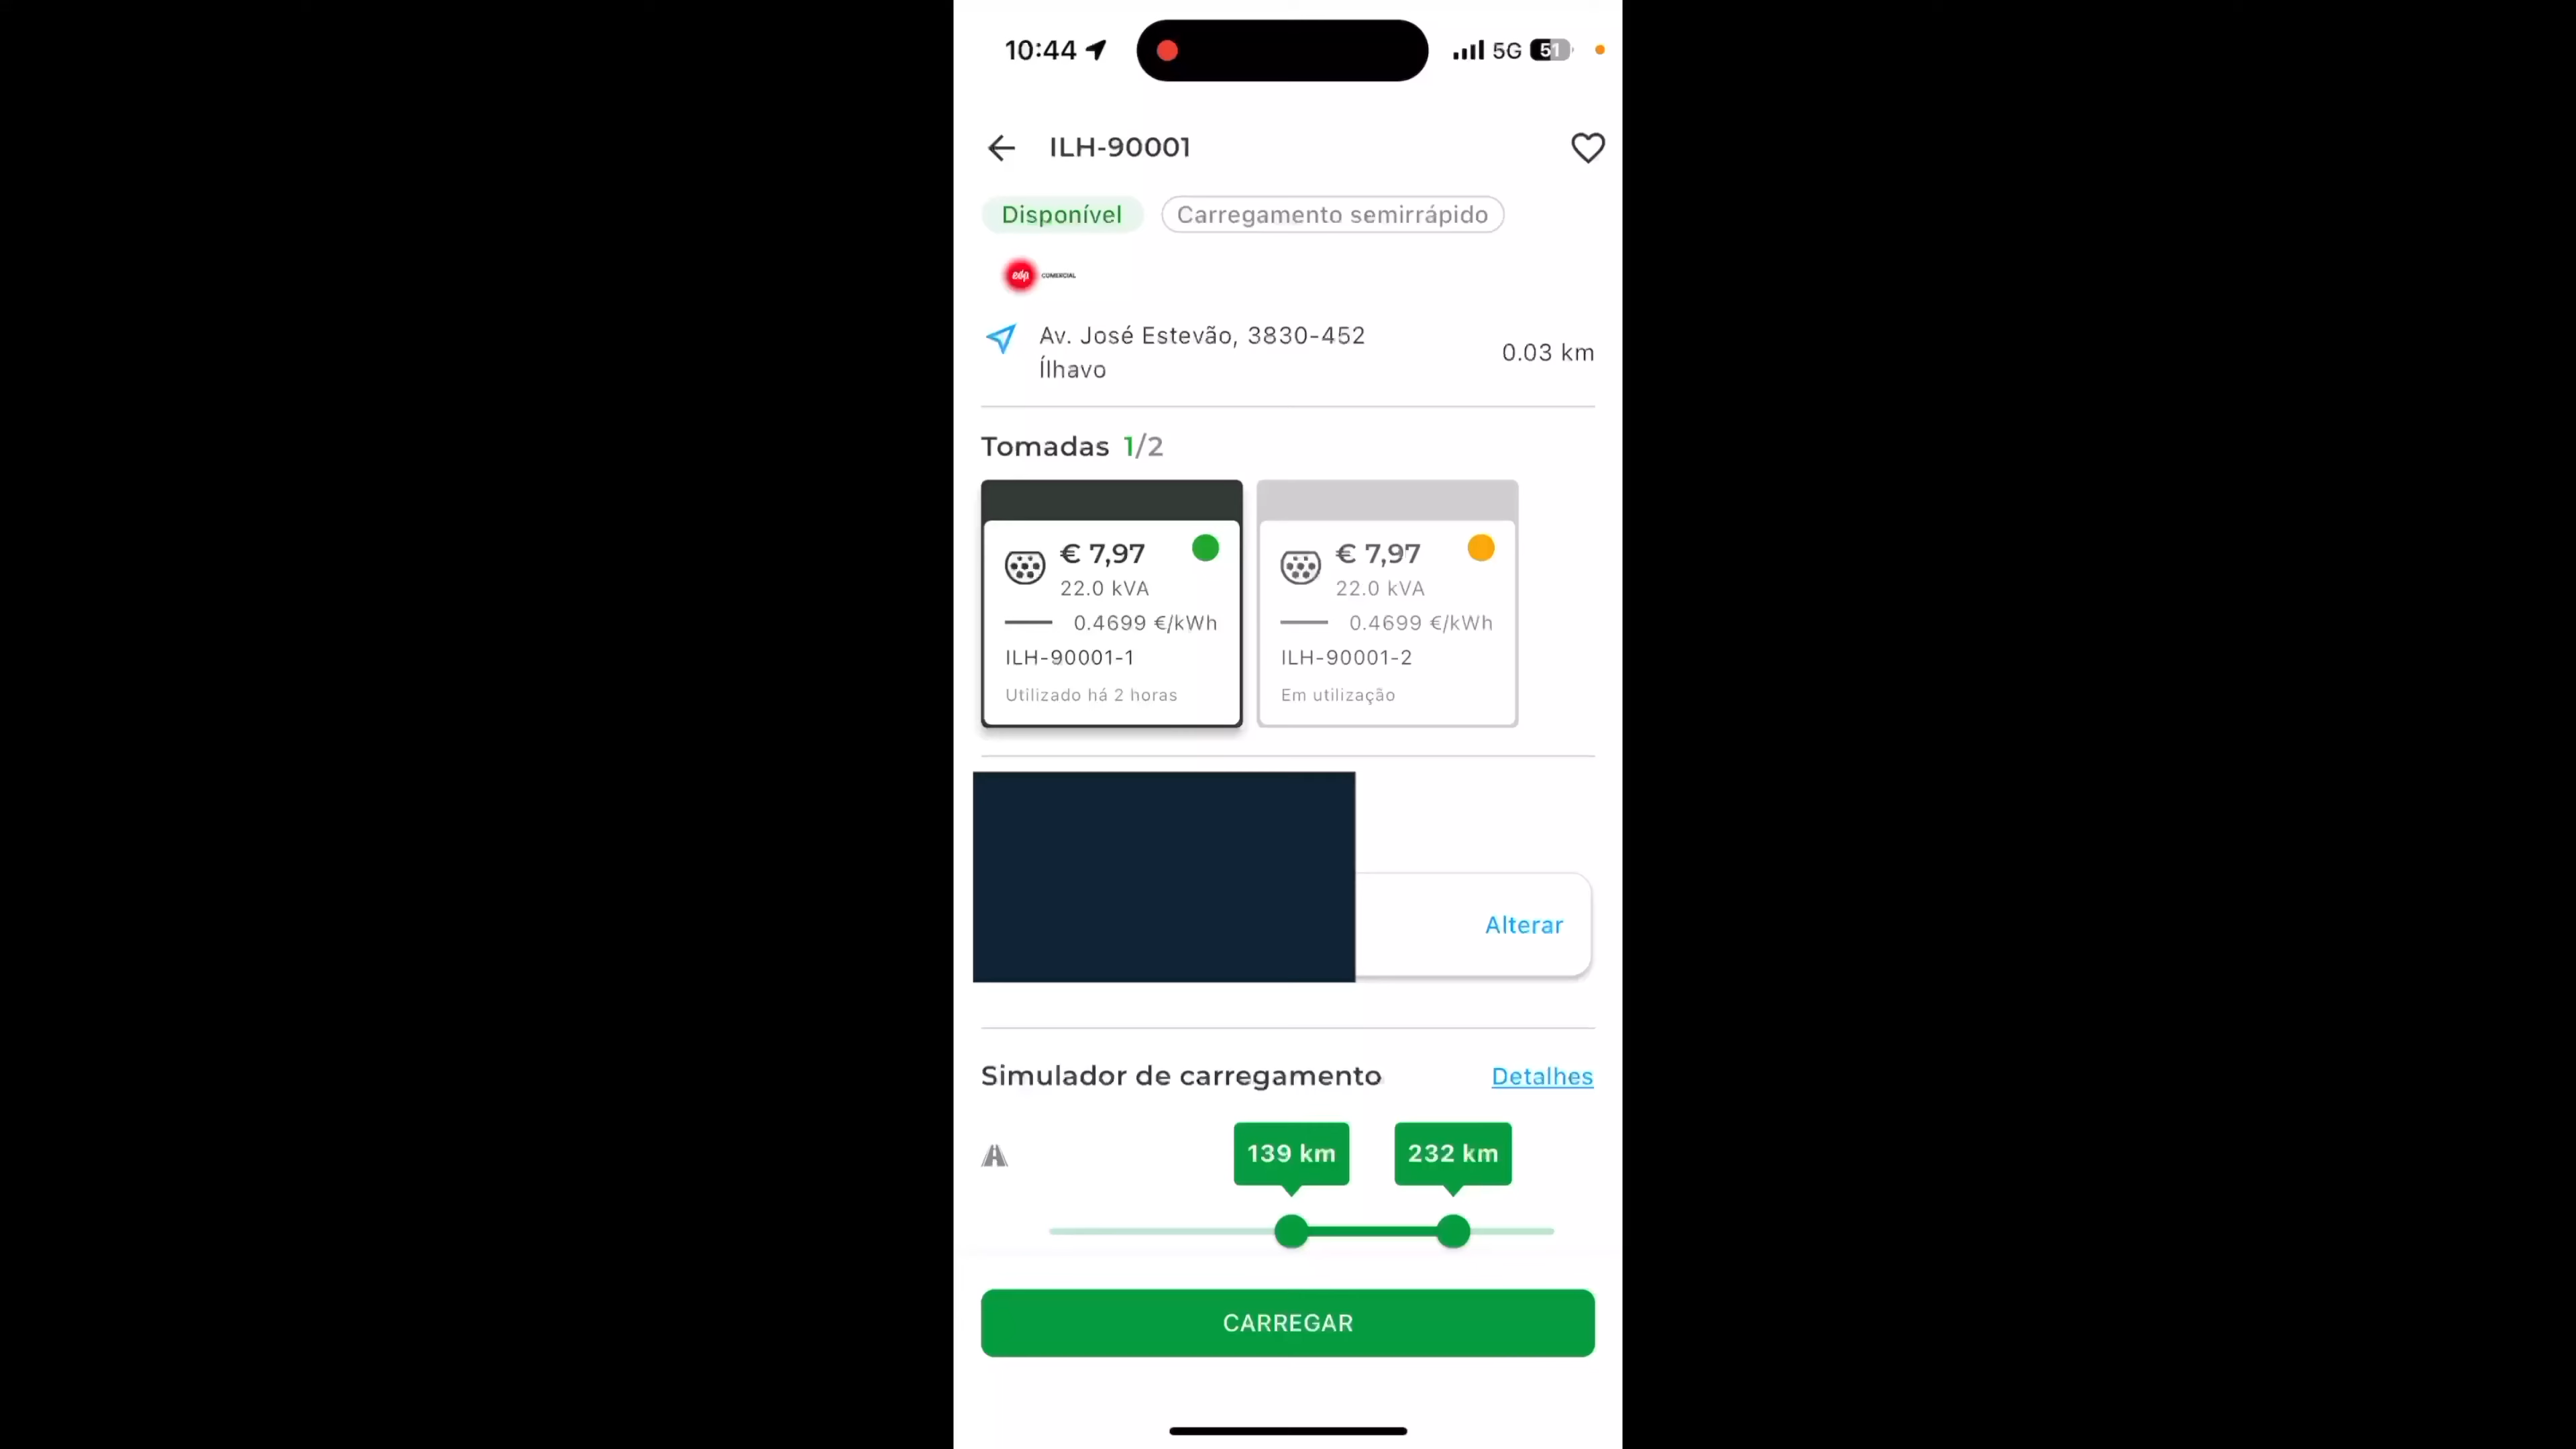 10:44 5G 51
ILH-90001
Disponível Carregamento semirrápido
edp COMERCIAL
Av. José Estevão, 3830-452
Ílhavo
0.03 km
Tomadas 1/2
€ 7,97
22.0 kVA
0.4699 €/kWh
ILH-90001-1
Utilizado há 2 horas
€ 7,97
22.0 kVA
0.4699 €/kWh
ILH-90001-2
Em utilização
Alterar
Simulador de carregamento Detalhes
139 km 232 km
CARREGAR